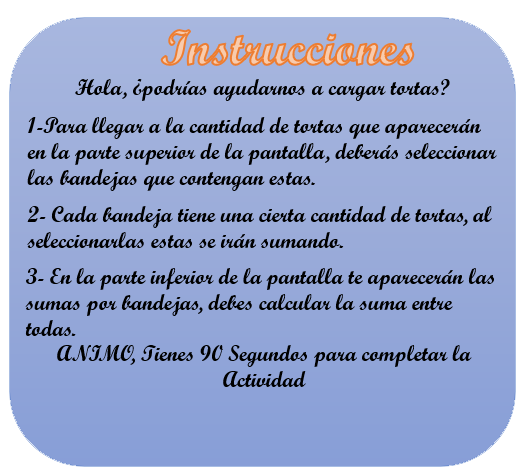 Instrucciones
Hola, ¿podrías ayudarnos a cargar tortas?
1-Para llegar a la cantidad de tortas que aparecerán
en la parte superior de la pantalla, deberás seleccionar
las bandejas que contengan estas.
2- Cada bandeja tiene una cierta cantidad de tortas, al
seleccionarlas estas se irán sumando.
3- En la parte inferior de la pantalla te aparecerán las
sumas por bandejas, debes calcular la suma entre
todas.
ANIMO, Tienes 90 Segundos para completar la
Actividad